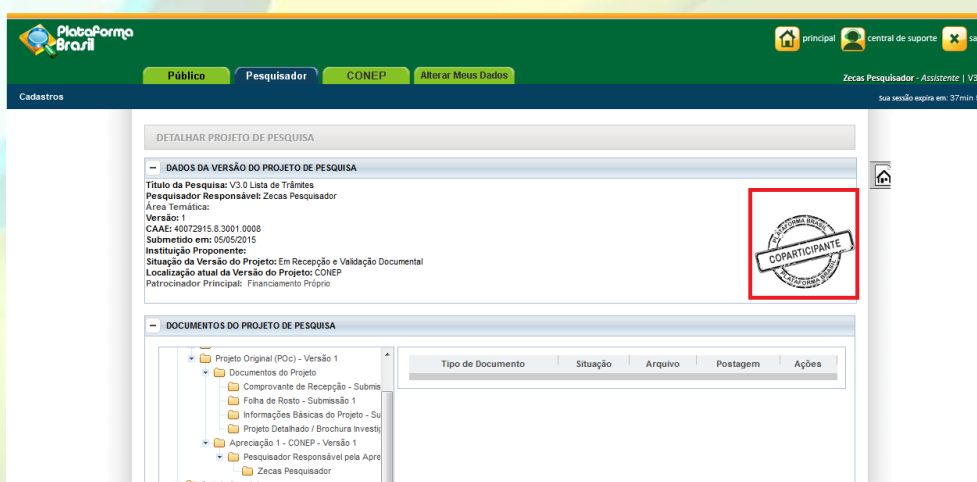 Plataforma
Brasil
principal
central de suporte
sa
Público
Pesquisador
CONEP
Alterar Meus Dados
Zecas Pesquisador - Assistente | V3
Cadastros
Sua sessão expira em: 37min
DETALHAR PROJETO DE PESQUISA
DADOS DA VERSÃO DO PROJETO DE PESQUISA
Título da Pesquisa: V3.0 Lista de Trâmites
Pesquisador Responsável: Zecas Pesquisador
Área Temática:
Versão: 1
CAAE: 40072915.8.3001.0008
Submetido em: 05/05/2015
Instituição Proponente:
Situação da Versão do Projeto: Em Recepção e Validação Documental
Localização atual da Versão do Projeto: CONEP
Patrocinador Principal: Financiamento Próprio
PLATAFORMA BRASIL
COPARTICIPANTE
PLATAFORMA BRASIL
DOCUMENTOS DO PROJETO DE PESQUISA
Projeto Original (POc) - Versão 1
Documentos do Projeto
Comprovante de Recepção - Submis
Folha de Rosto - Submissão 1
Informações Básicas do Projeto - Su
Projeto Detalhado / Brochura Investig
Apreciação 1 - CONEP - Versão 1
Pesquisador Responsável pela Apre
Zecas Pesquisador
Tipo de Documento
Situação
Arquivo
Postagem
Ações